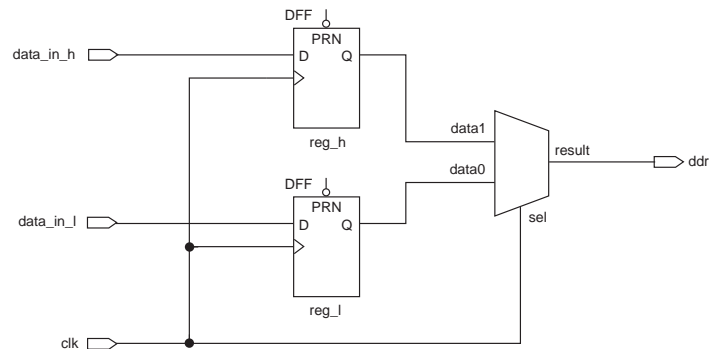 DFF
PRN
data_in_h
D
Q
reg_h
data1
result
ddr
data0
DFF
PRN
data_in_l
D
Q
sel
reg_l
clk